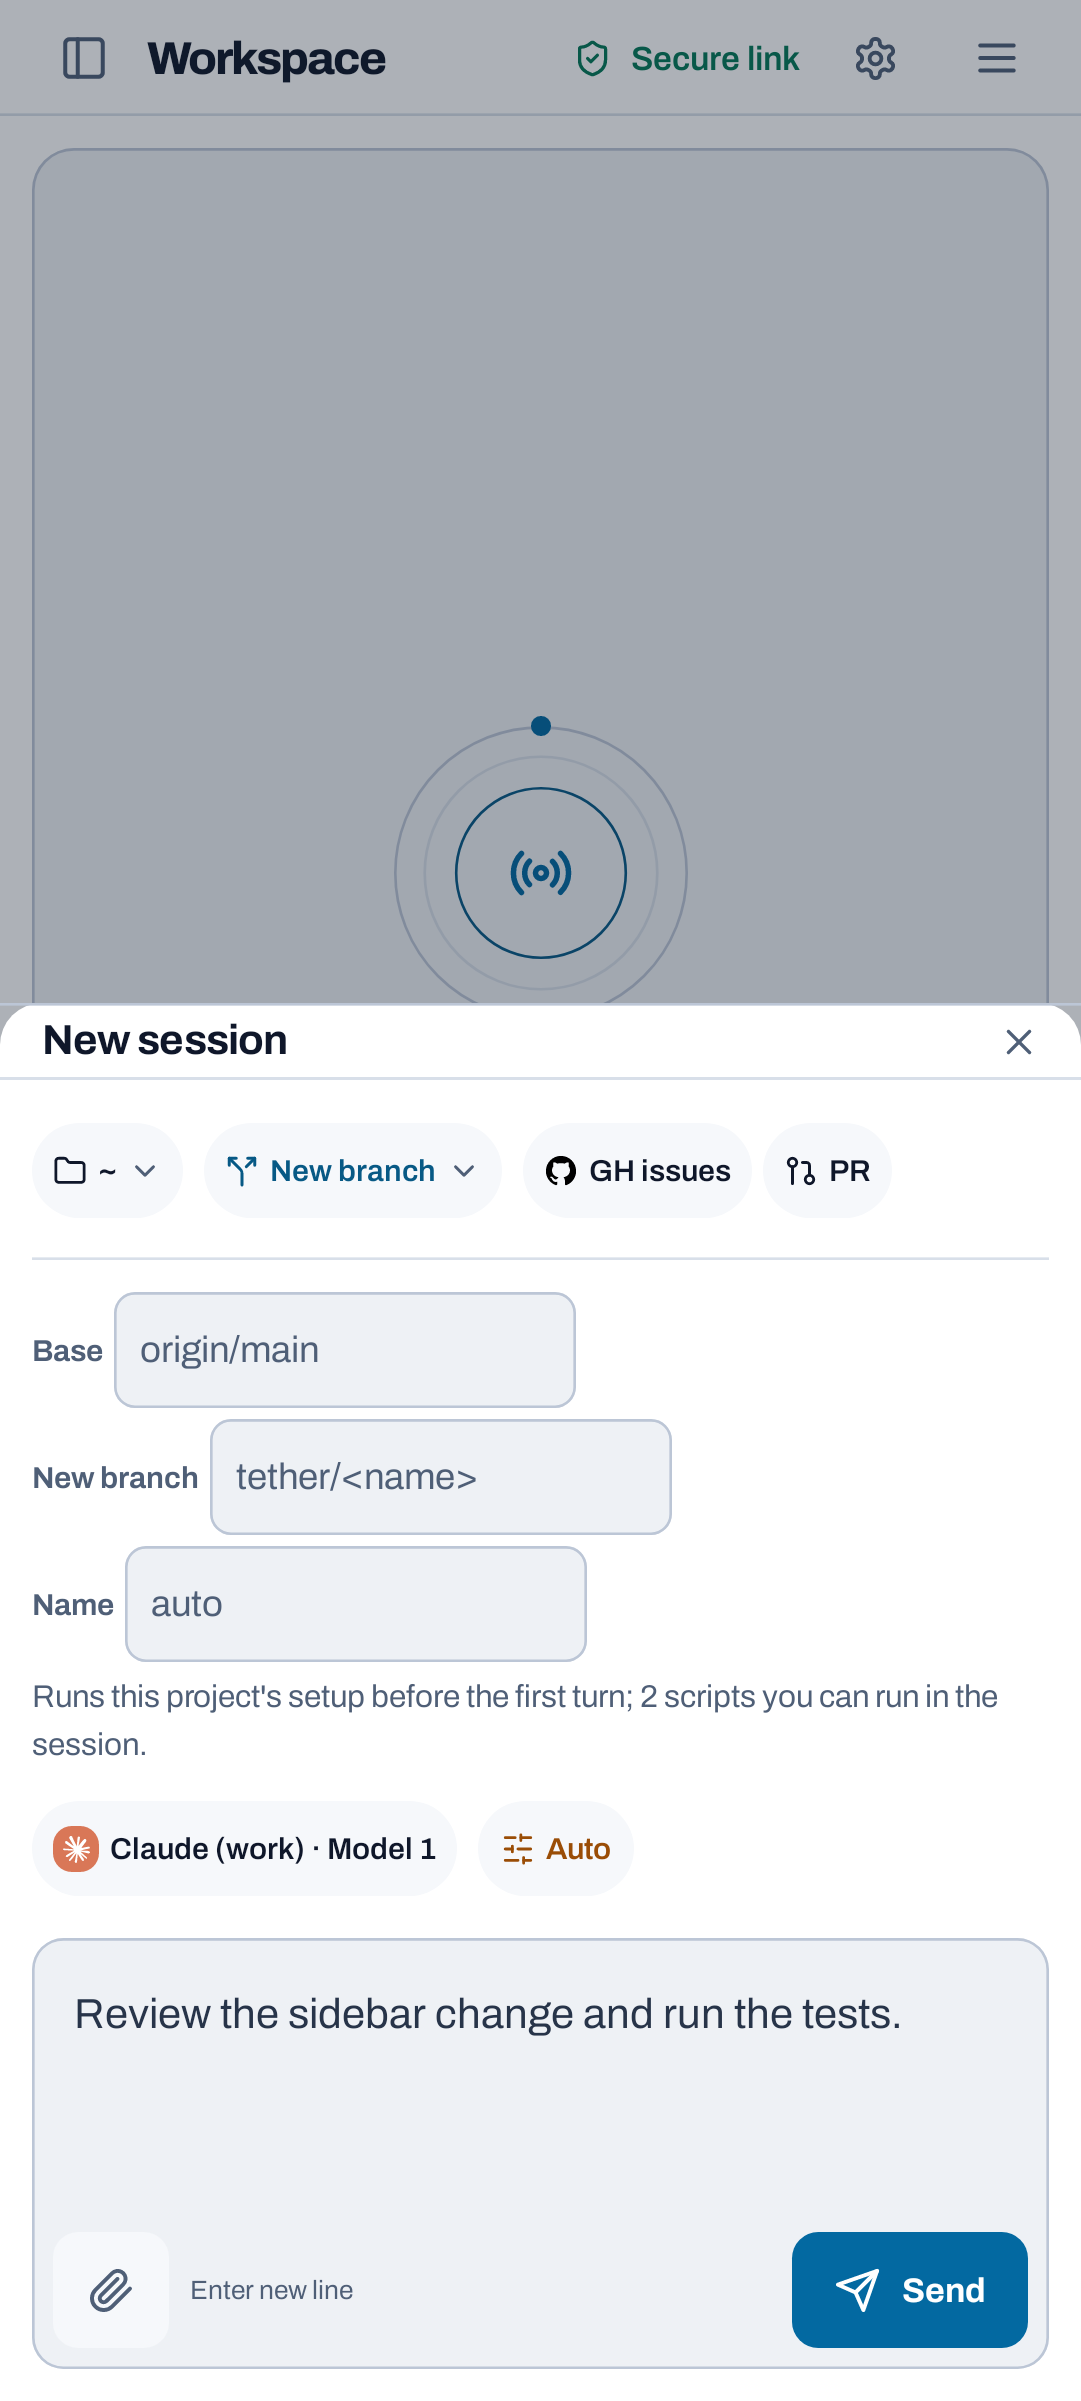 Workspace
Secure link
New session
~
New branch
GH issues
PR
Base
origin/main
New branch
tether/<name>
Name
auto
Runs this project's setup before the first turn; 2 scripts you can run in the
session.
Claude (work) · Model 1
Auto
Review the sidebar change and run the tests.
Enter new line
Send